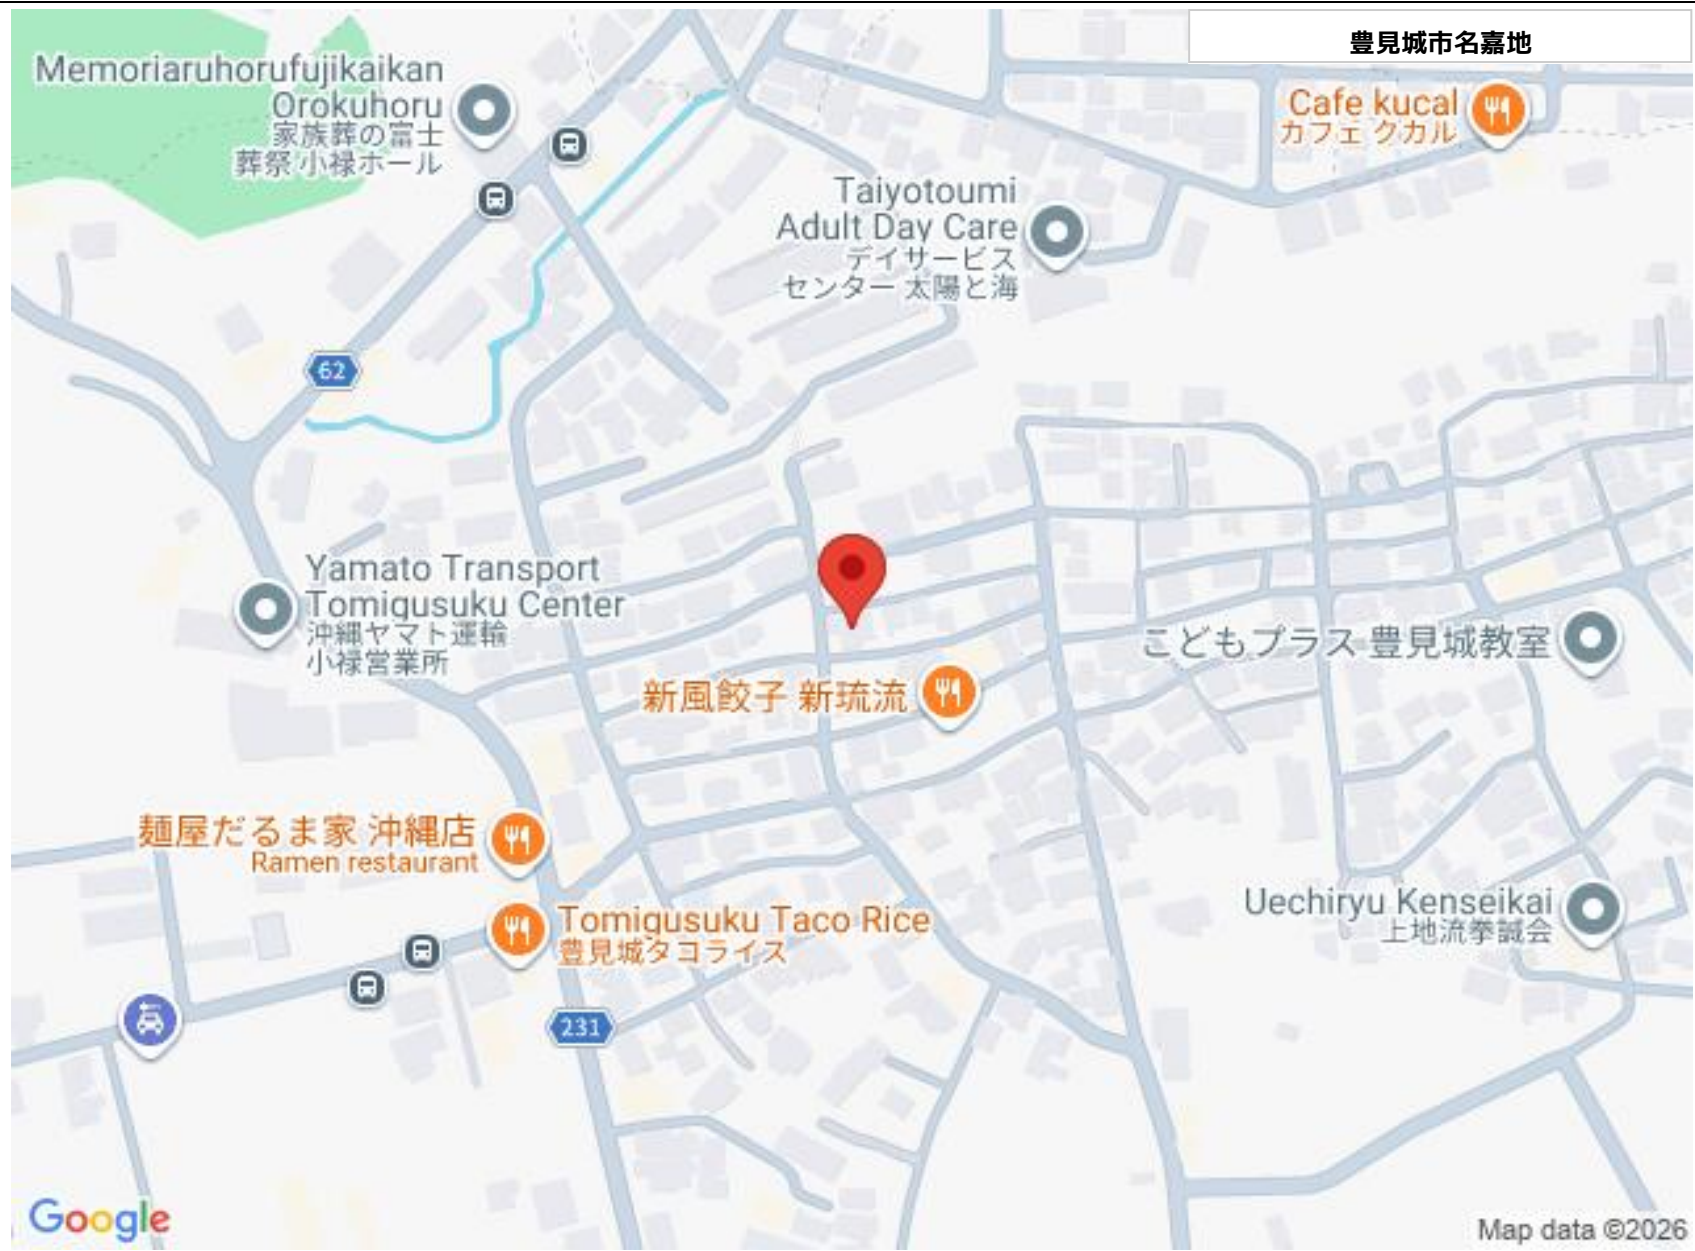 豊見城市名嘉地
Memoriaruhorufujikaikan
Orokuhoru
家族葬の富士
葬祭 小禄ホール
Cafe kucal
カフェ クカル
Taiyotoumi
Adult Day Care
デイサービス
センター 太陽と海
62
Yamato Transport
Tomigusuku Center
沖縄ヤマト運輸
小禄営業所
こどもプラス 豊見城教室
新風餃子 新琉流
麺屋だるま家 沖縄店
Ramen restaurant
Uechiryu Kenseikai
上地流拳誠会
Tomigusuku Taco Rice
豊見城タコライス
231
Google
Map data ©2026